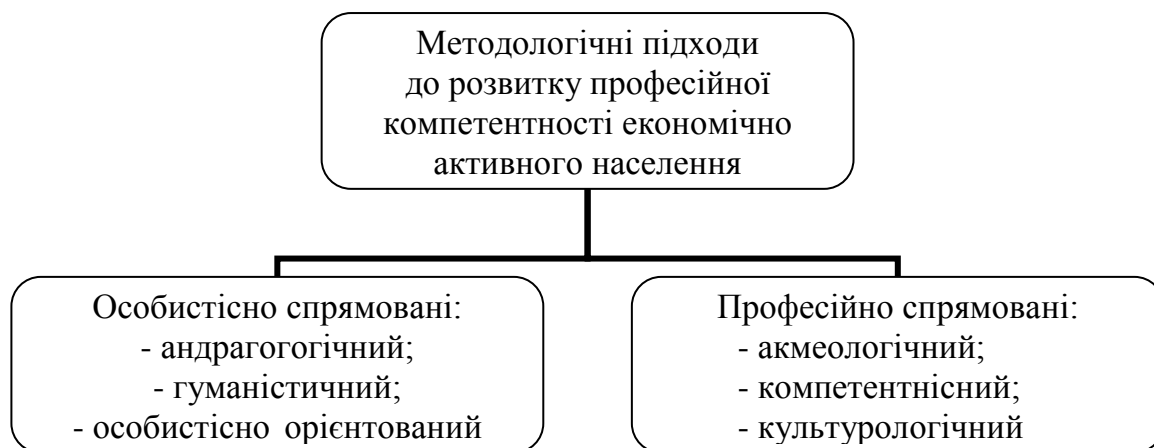 Методологічні підходи
до розвитку професійної
компетентності економічно
активного населення
Особистісно спрямовані:
- андрагогогічний;
- гуманістичний;
- особистісно орієнтований
Професійно спрямовані:
- акмеологічний;
- компетентнісний;
- культурологічний